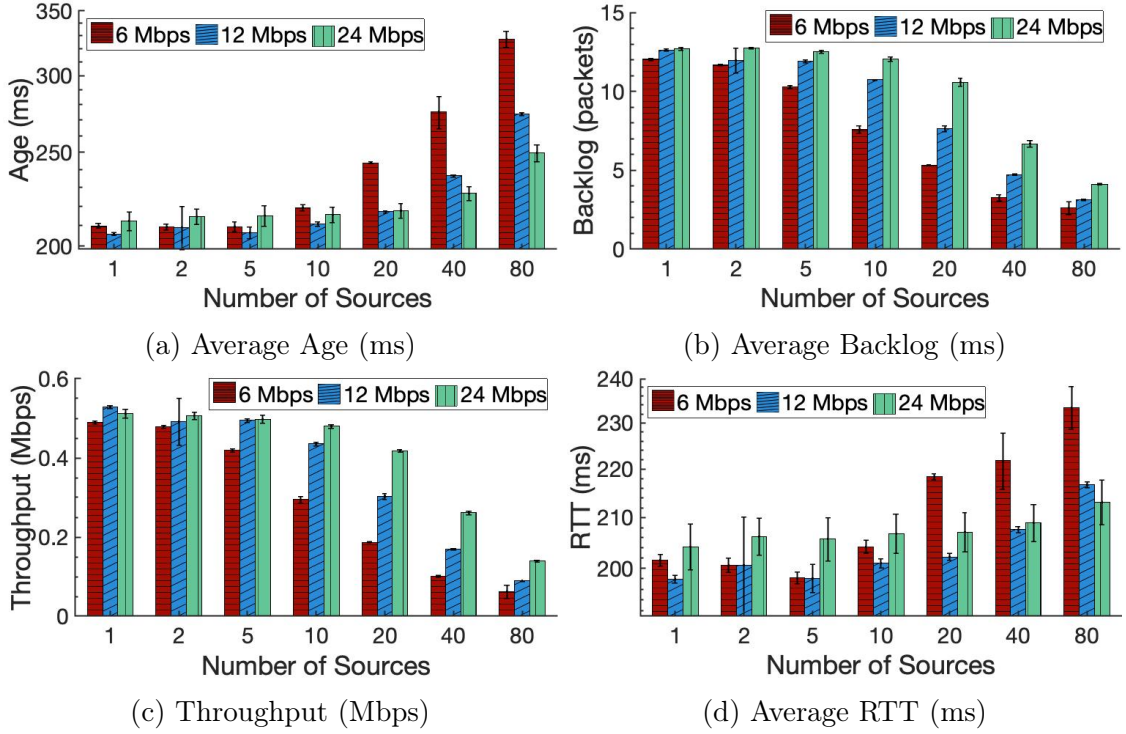 350
300
250
200
Age (ms)
6 Mbps 12 Mbps 24 Mbps
1 2 5 10 20 40 80
Number of Sources
(a) Average Age (ms)
15
10
5
0
Backlog (packets)
6 Mbps 12 Mbps 24 Mbps
1 2 5 10 20 40 80
Number of Sources
(b) Average Backlog (ms)
0.6
0.4
0.2
0
Throughput (Mbps)
6 Mbps 12 Mbps 24 Mbps
1 2 5 10 20 40 80
Number of Sources
(c) Throughput (Mbps)
240
230
220
210
200
RTT (ms)
6 Mbps 12 Mbps 24 Mbps
1 2 5 10 20 40 80
Number of Sources
(d) Average RTT (ms)